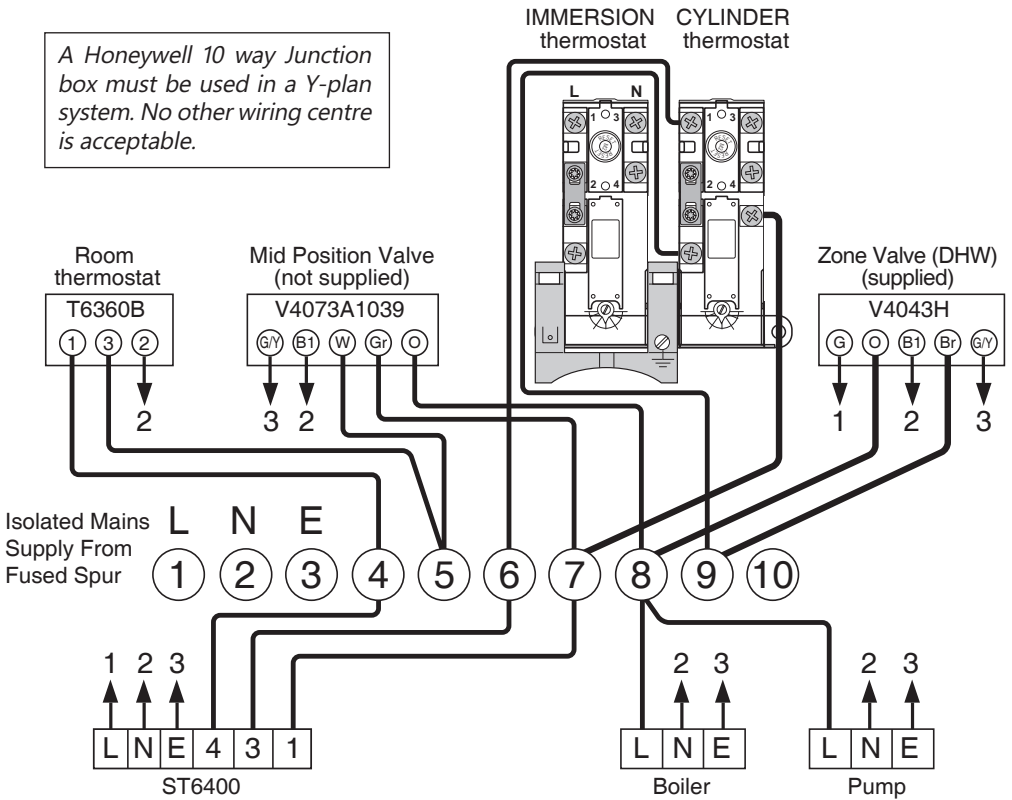 IMMERSION thermostat
CYLINDER thermostat
A Honeywell 10 way Junction
box must be used in a Y-plan
system. No other wiring centre
is acceptable.
L N
1 3
RESET
2 4
1 3
RESET
2 4
Room
thermostat
T6360B
1 3 2
2
Mid Position Valve
(not supplied)
V4073A1039
G/Y B1 W Gr O
3 2
Zone Valve (DHW)
(supplied)
V4043H
G O B1 Br G/Y
1 2 3
Isolated Mains
Supply From
Fused Spur
L N E
1 2 3 4 5 6 7 8 9 10
1 2 3
L N E 4 3 1
ST6400
2 3
L N E
Boiler
2 3
L N E
Pump